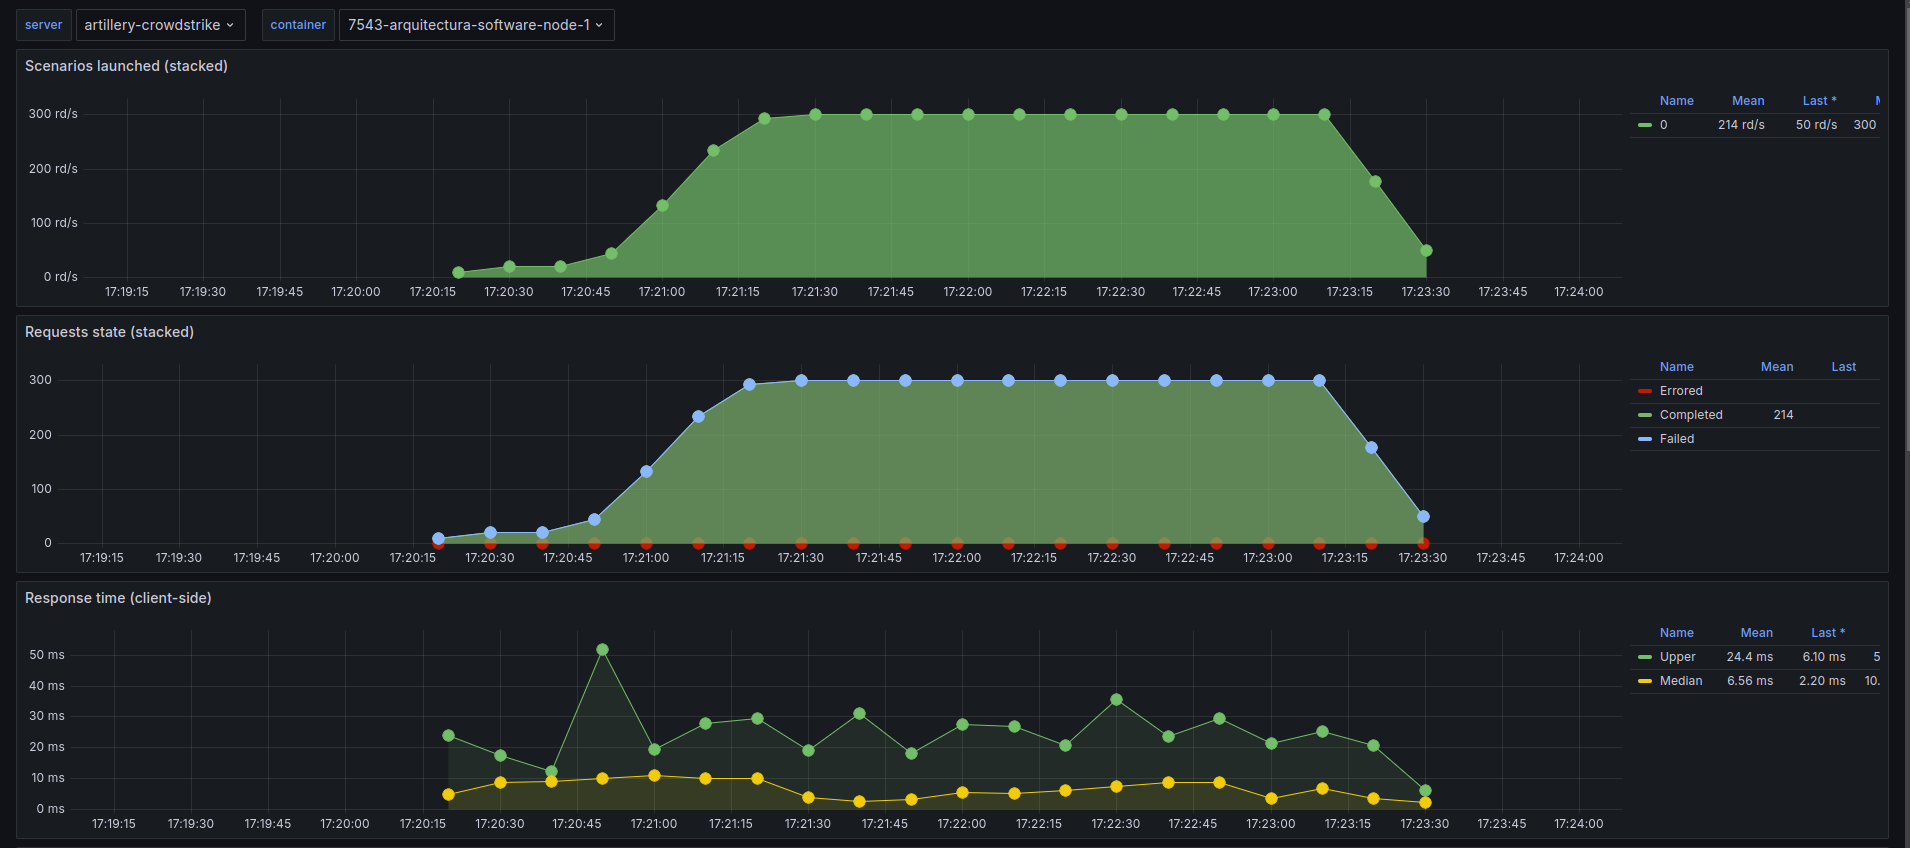 server artillery-crowdstrike container 7543-arquitectura-software-node-1
Scenarios launched (stacked)
300 rd/s
200 rd/s
100 rd/s
0 rd/s
17:19:15 17:19:30 17:19:45 17:20:00 17:20:15 17:20:30 17:20:45 17:21:00 17:21:15 17:21:30 17:21:45 17:22:00 17:22:15 17:22:30 17:22:45 17:23:00 17:23:15 17:23:30 17:23:45 17:24:00
Name Mean Last *
0 214 rd/s 50 rd/s 300
Requests state (stacked)
300
200
100
0
17:19:15 17:19:30 17:19:45 17:20:00 17:20:15 17:20:30 17:20:45 17:21:00 17:21:15 17:21:30 17:21:45 17:22:00 17:22:15 17:22:30 17:22:45 17:23:00 17:23:15 17:23:30 17:23:45 17:24:00
Name Mean Last
Errored
Completed 214
Failed
Response time (client-side)
50 ms
40 ms
30 ms
20 ms
10 ms
0 ms
17:19:15 17:19:30 17:19:45 17:20:00 17:20:15 17:20:30 17:20:45 17:21:00 17:21:15 17:21:30 17:21:45 17:22:00 17:22:15 17:22:30 17:22:45 17:23:00 17:23:15 17:23:30 17:23:45 17:24:00
Name Mean Last *
Upper 24.4 ms 6.10 ms 5
Median 6.56 ms 2.20 ms 10.